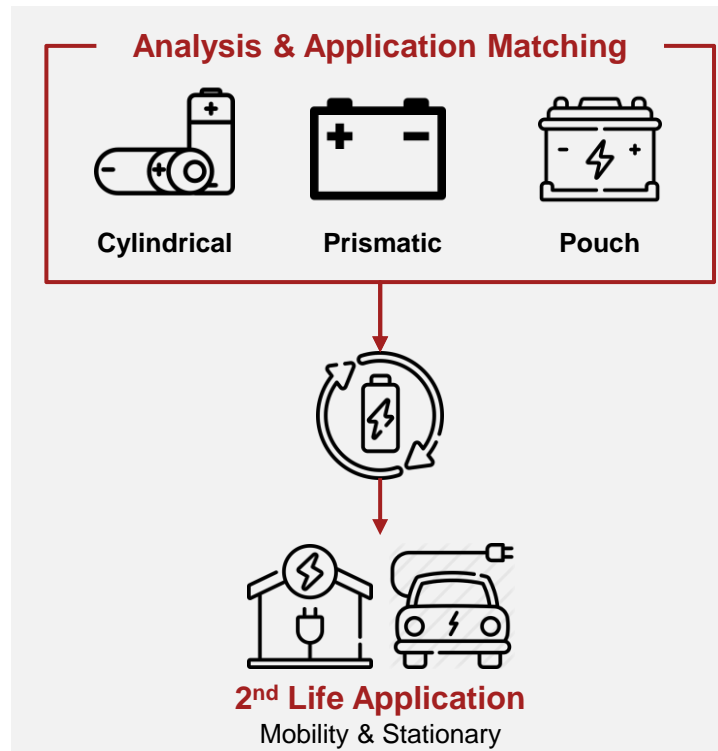 Analysis & Application Matching
Cylindrical Prismatic Pouch
2nd Life Application
Mobility & Stationary